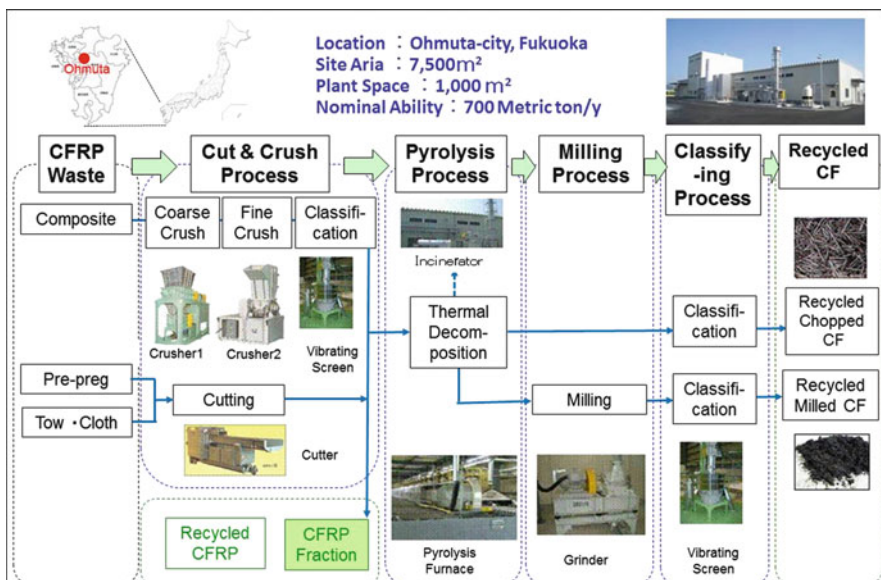 Ohmuta
Location : Ohmuta-city, Fukuoka
Site Aria : 7,500m²
Plant Space : 1,000 m²
Nominal Ability : 700 Metric ton/y
CFRP
Waste
Cut & Crush
Process
Pyrolysis
Process
Milling
Process
Classify
-ing
Process
Recycled
CF
Composite
Coarse
Crush
Fine
Crush
Classifi-
cation
Incinerator
Crusher1
Crusher2
Vibrating
Screen
Thermal
Decom-
position
Classifi-
cation
Recycled
Chopped
CF
Pre-preg
Tow・Cloth
Cutting
Cutter
Milling
Classifi-
cation
Recycled
Milled CF
Recycled
CFRP
CFRP
Fraction
Pyrolysis
Furnace
Grinder
Vibrating
Screen